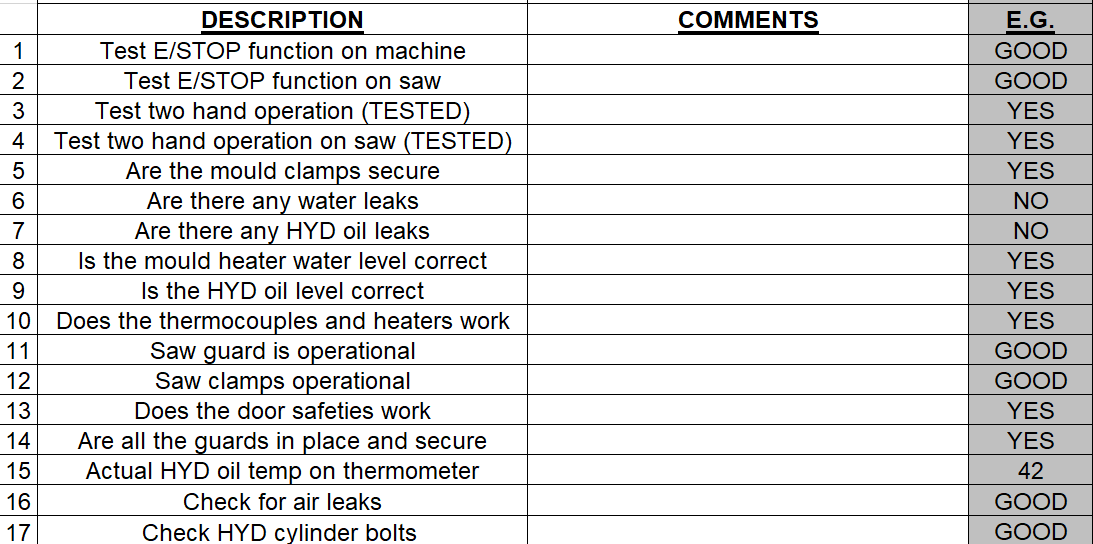 DESCRIPTION COMMENTS E.G.
1 Test E/STOP function on machine GOOD
2 Test E/STOP function on saw GOOD
3 Test two hand operation (TESTED) YES
4 Test two hand operation on saw (TESTED) YES
5 Are the mould clamps secure YES
6 Are there any water leaks NO
7 Are there any HYD oil leaks NO
8 Is the mould heater water level correct YES
9 Is the HYD oil level correct YES
10 Does the thermocouples and heaters work YES
11 Saw guard is operational GOOD
12 Saw clamps operational GOOD
13 Does the door safeties work YES
14 Are all the guards in place and secure YES
15 Actual HYD oil temp on thermometer 42
16 Check for air leaks GOOD
17 Check HYD cylinder bolts GOOD